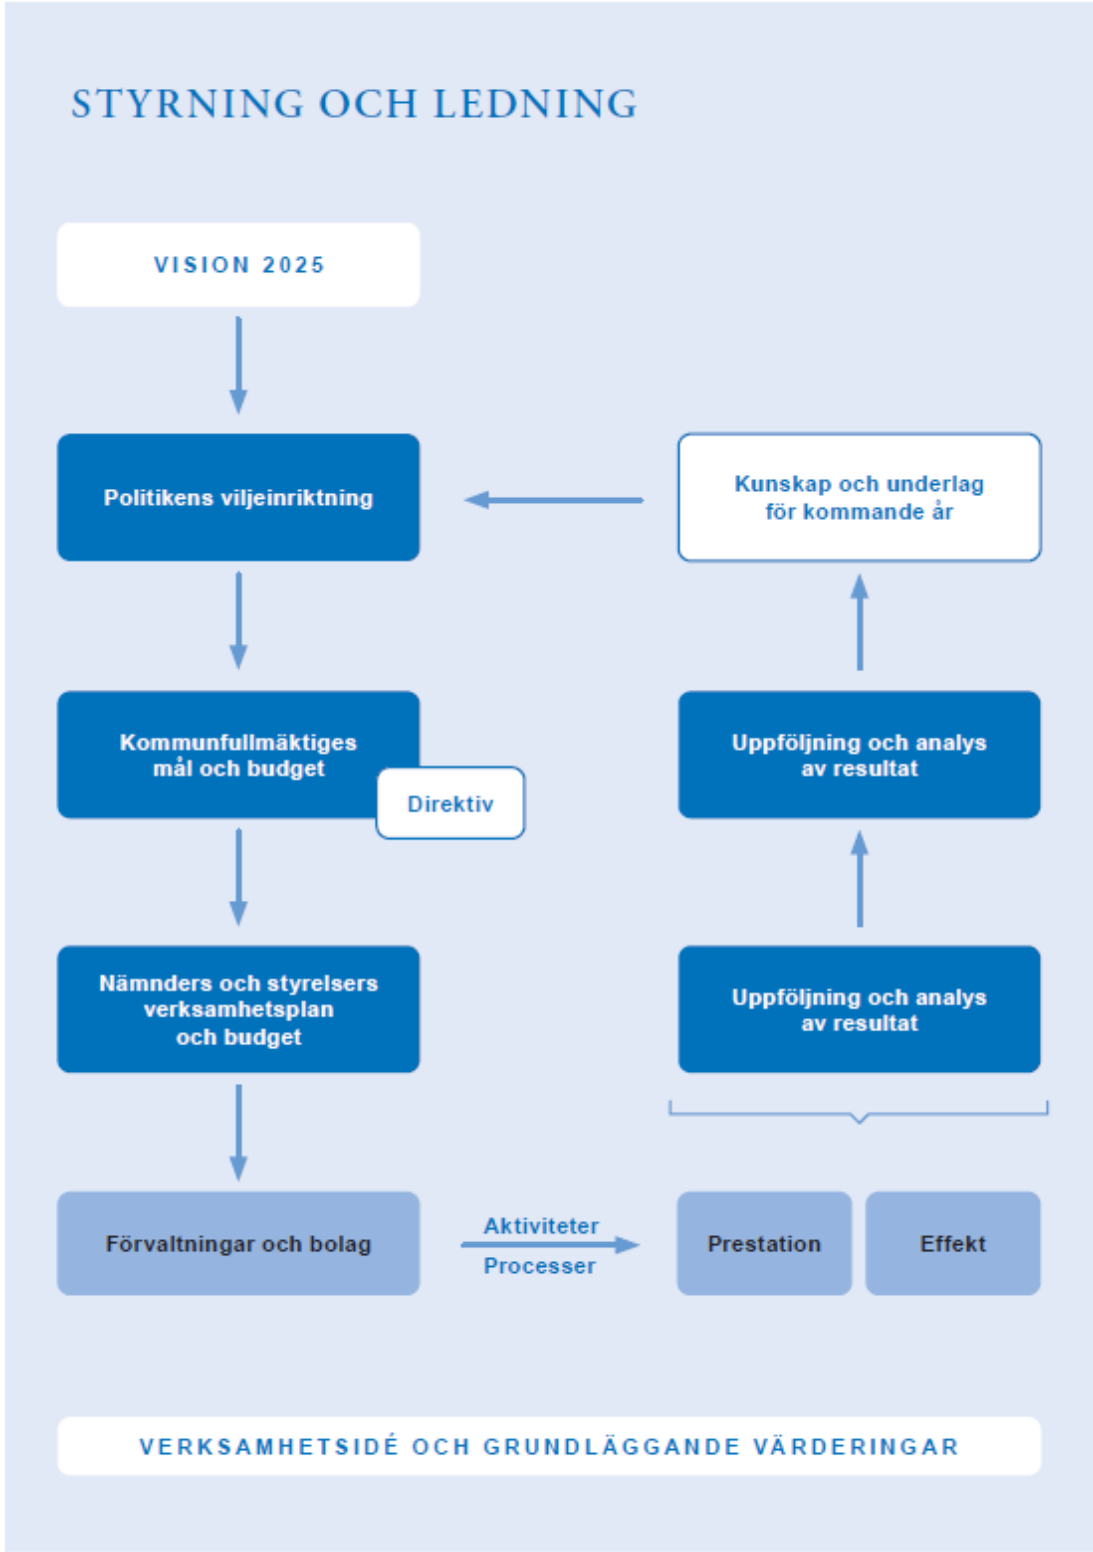 STYRNING OCH LEDNING
VISION 2025
Politikens viljeinriktning
Kunskap och underlag
för kommande år
Kommunfullmäktiges
mål och budget
Direktiv
Uppföljning och analys
av resultat
Nämnders och styrelsers
verksamhetsplan
och budget
Uppföljning och analys
av resultat
Förvaltningar och bolag
Aktiviteter
Processer
Prestation
Effekt
VERKSAMHETSIDÉ OCH GRUNDLÄGGANDE VÄRDERINGAR